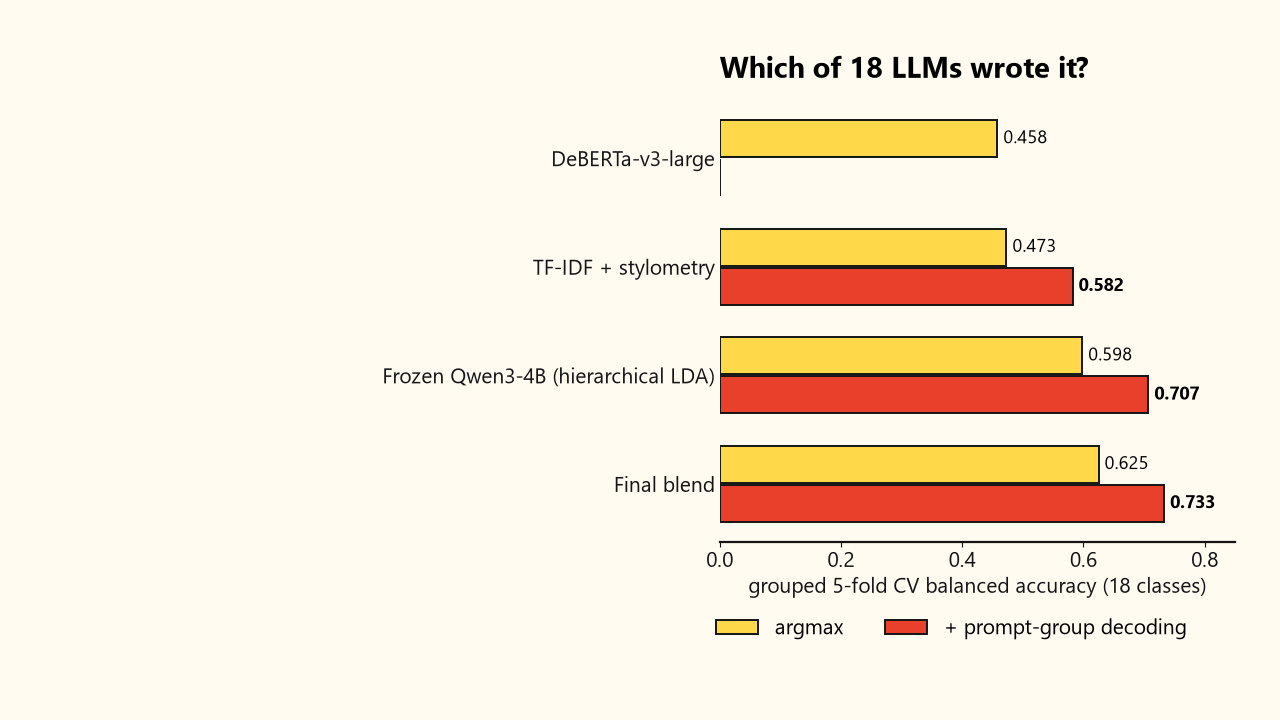 Which of 18 LLMs wrote it?
DeBERTa-v3-large
0.458
TF-IDF + stylometry
0.473
0.582
Frozen Qwen3-4B (hierarchical LDA)
0.598
0.707
Final blend
0.625
0.733
0.0 0.2 0.4 0.6 0.8
grouped 5-fold CV balanced accuracy (18 classes)
argmax + prompt-group decoding